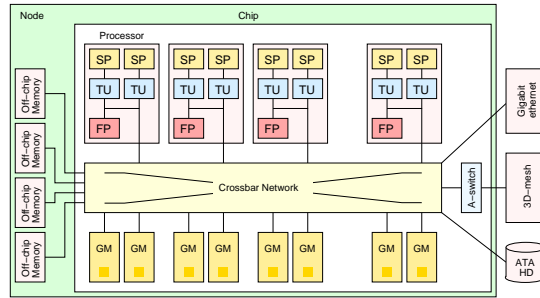 Node
Chip
Processor
SP SP SP SP SP SP SP SP
TU TU TU TU TU TU TU TU
FP FP FP FP
Off-chip
Memory
Off-chip
Memory
Off-chip
Memory
Off-chip
Memory
Crossbar Network
GM GM GM GM GM GM GM GM
A-switch
Gigabit
ethernet
3D-mesh
ATA
HD